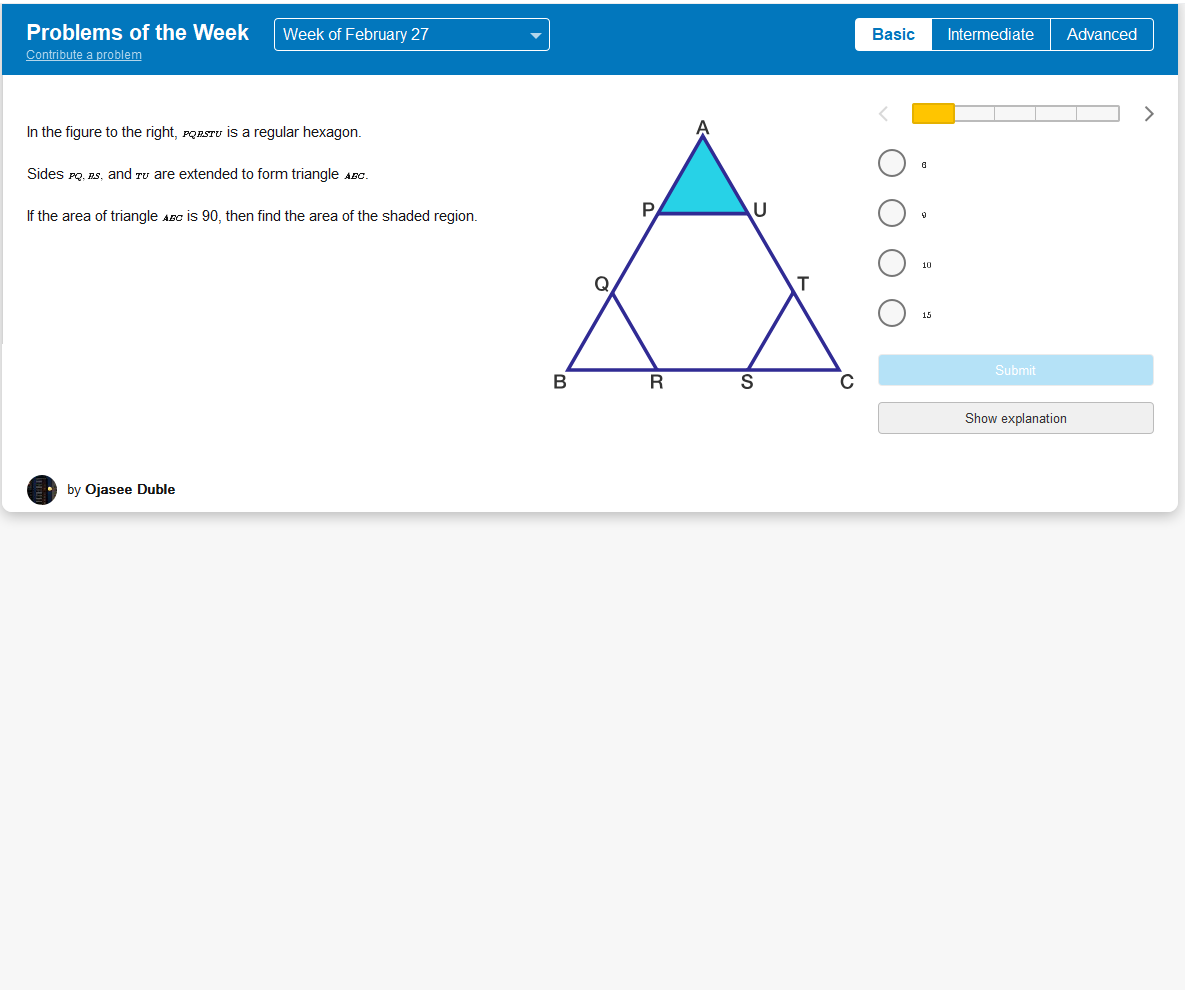 Problems of the Week
Contribute a problem
Week of February 27
Basic
Intermediate
Advanced
In the figure to the right, PQRSTU is a regular hexagon.
Sides PQ, RS, and TU are extended to form triangle ABC.
If the area of triangle ABC is 90, then find the area of the shaded region.
A
P
U
Q
T
B
R
S
C
6
9
10
15
Submit
Show explanation
by Ojasee Duble